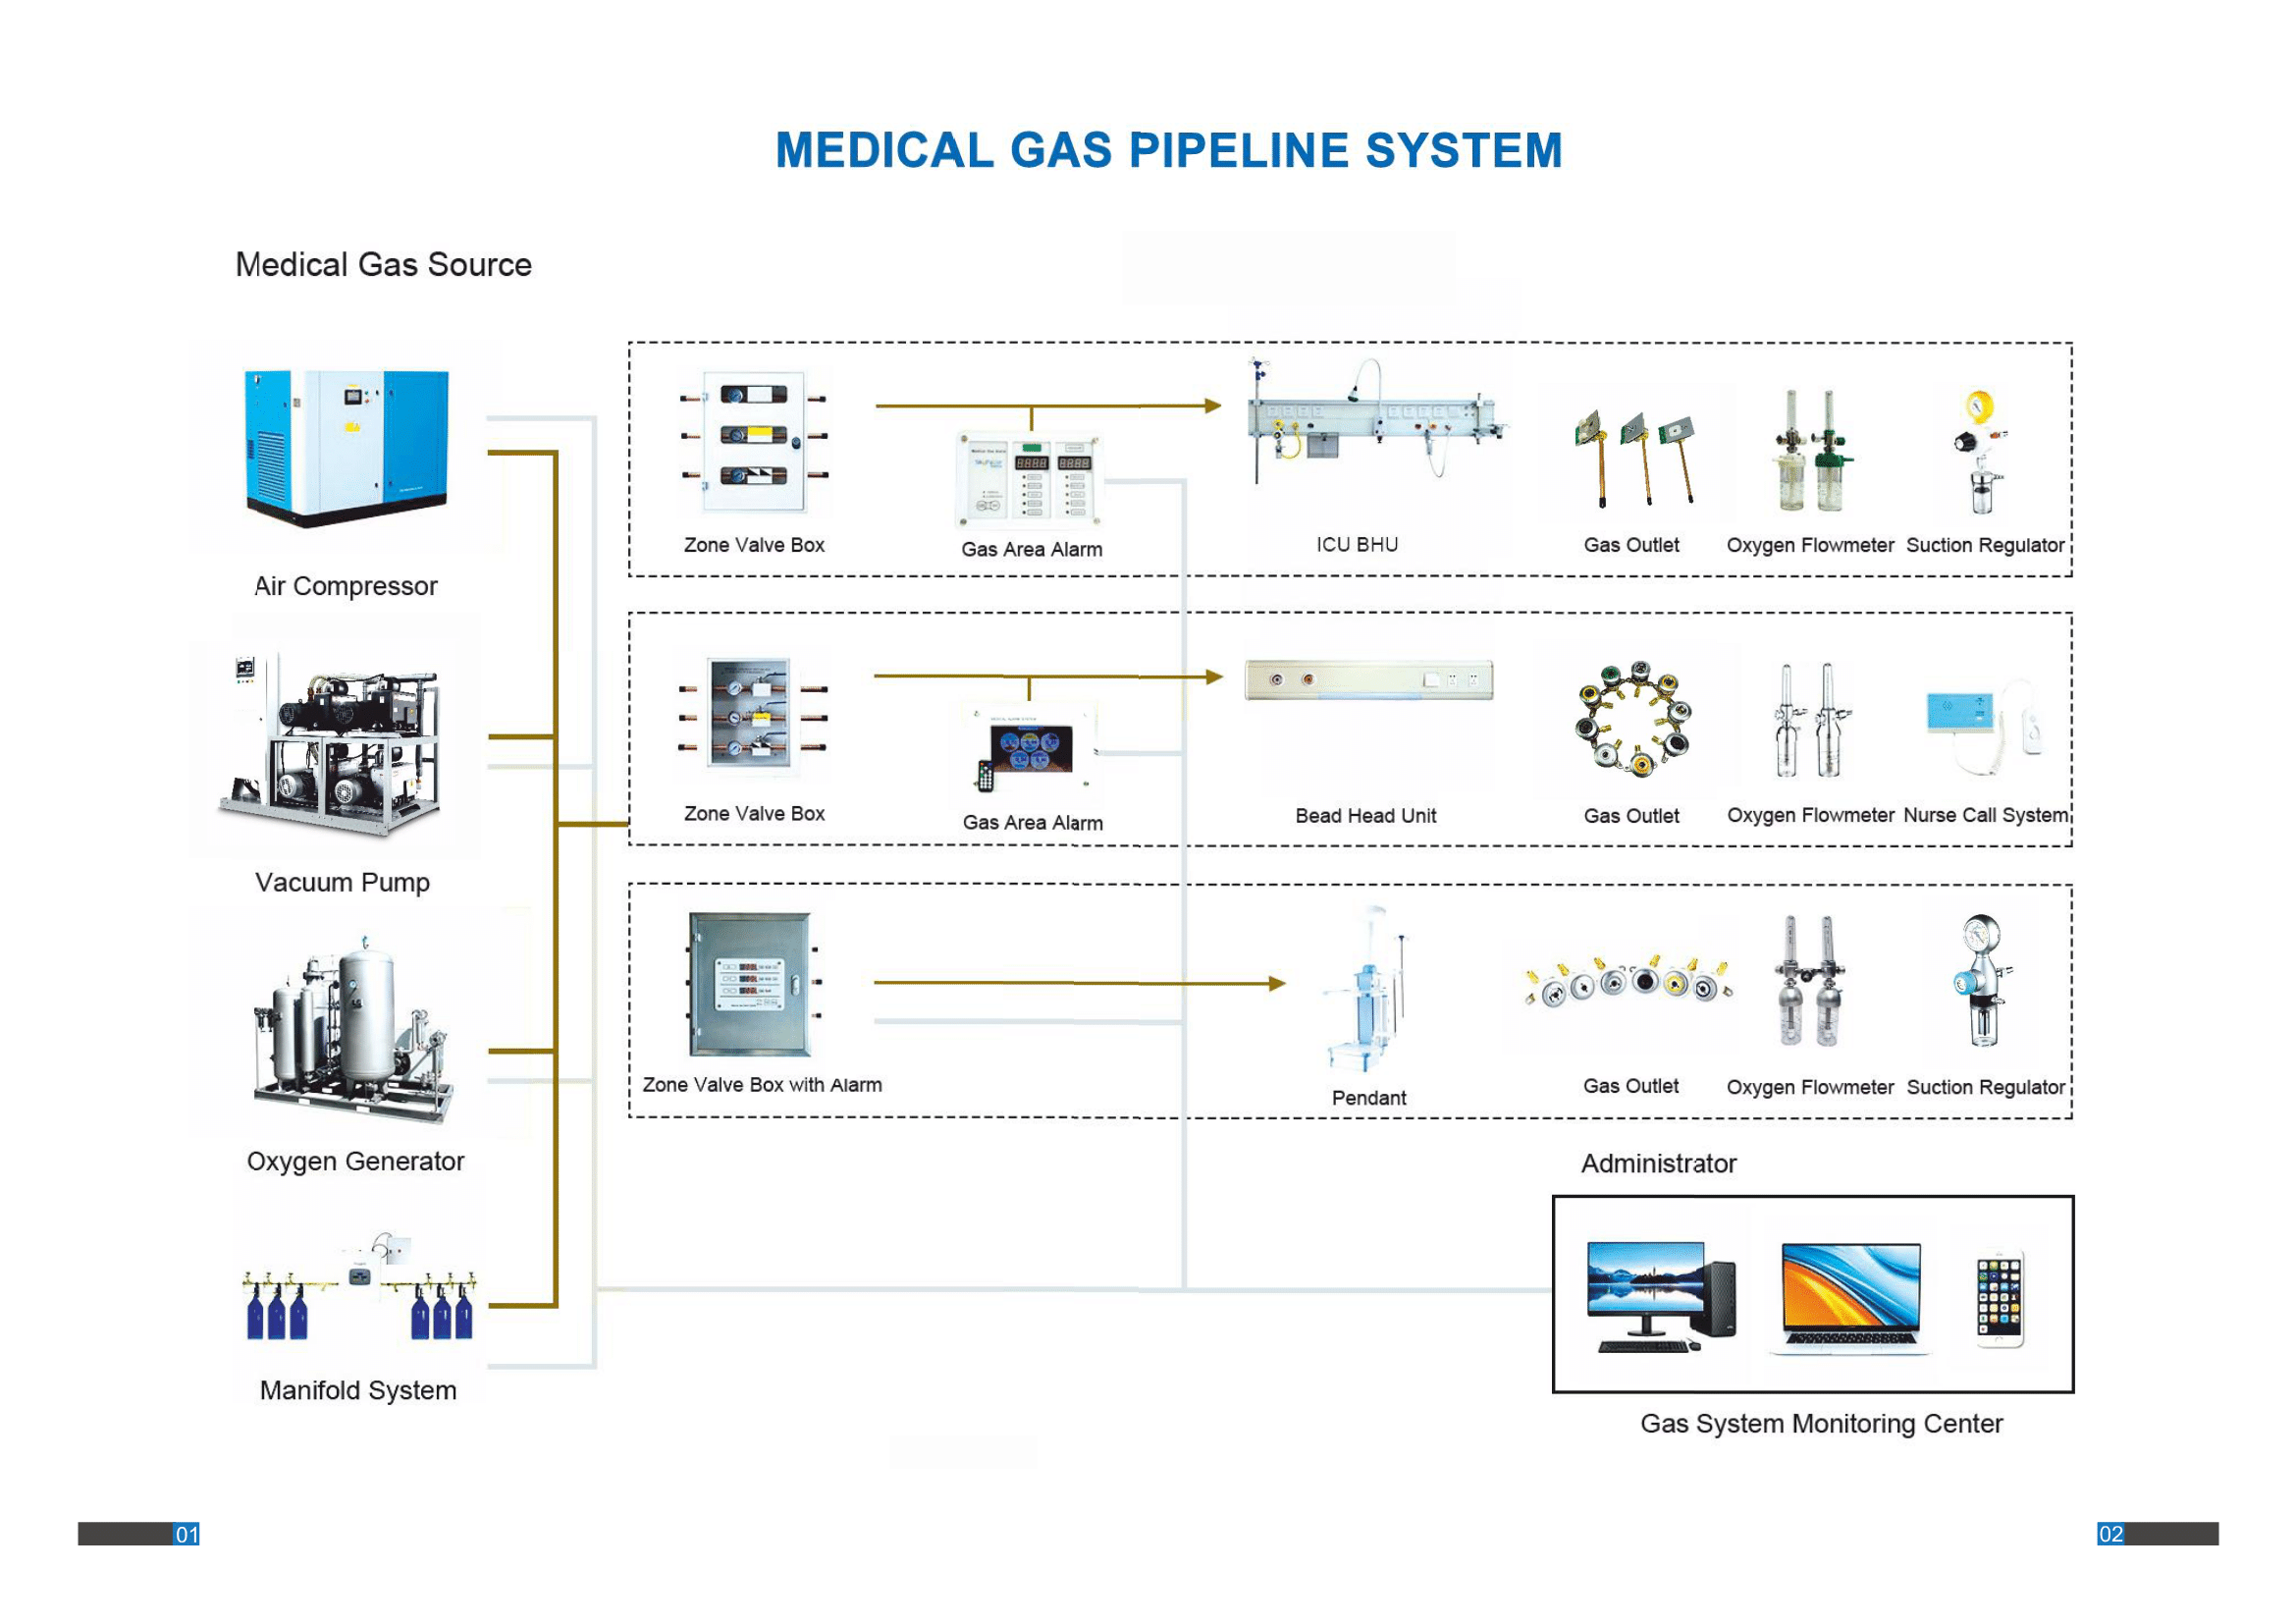 MEDICAL GAS PIPELINE SYSTEM
Medical Gas Source
Air Compressor
Vacuum Pump
Oxygen Generator
Manifold System
Zone Valve Box
Gas Area Alarm
ICU BHU
Gas Outlet
Oxygen Flowmeter
Suction Regulator
Zone Valve Box
Gas Area Alarm
Bead Head Unit
Gas Outlet
Oxygen Flowmeter
Nurse Call System
Zone Valve Box with Alarm
Pendant
Gas Outlet
Oxygen Flowmeter
Suction Regulator
Administrator
Gas System Monitoring Center
01
02